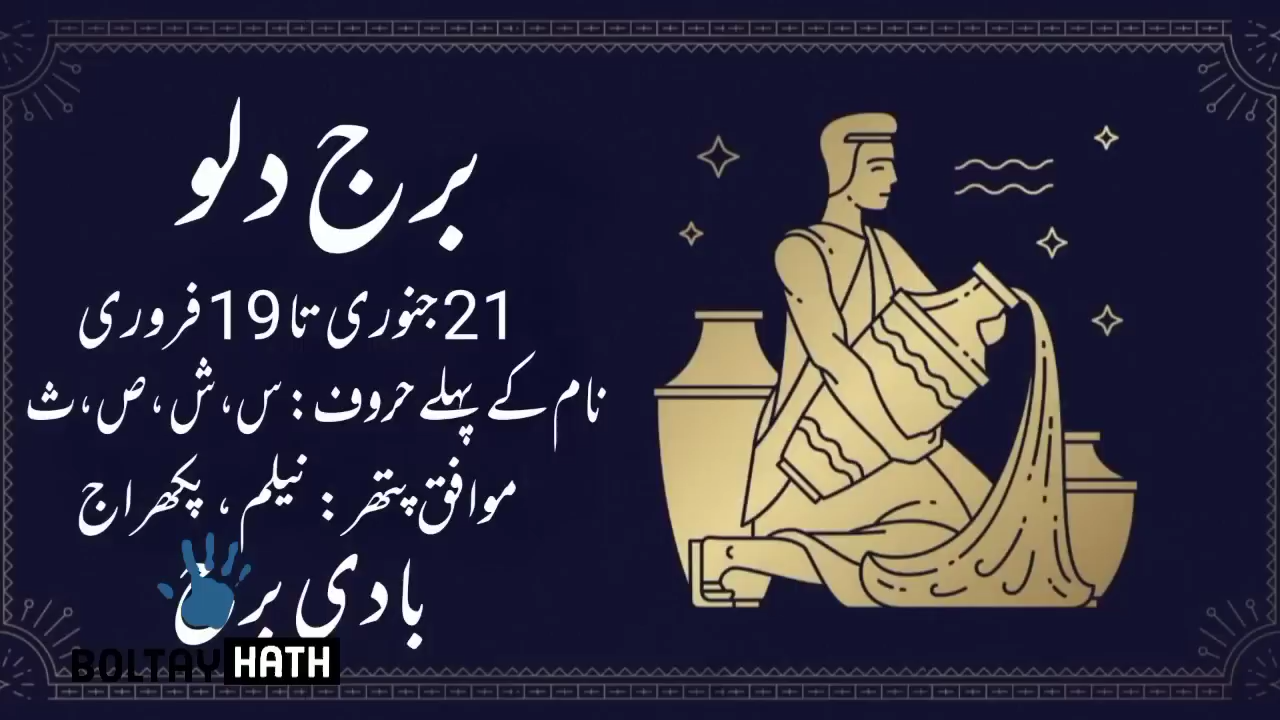 برج دلو
21 جنوری تا 19 فروری
نام کے پہلے حروف : س، ش، ص، ث
موافق پتھر : نیلم ، پکھراج
بادی برج
BOLTAY HATH